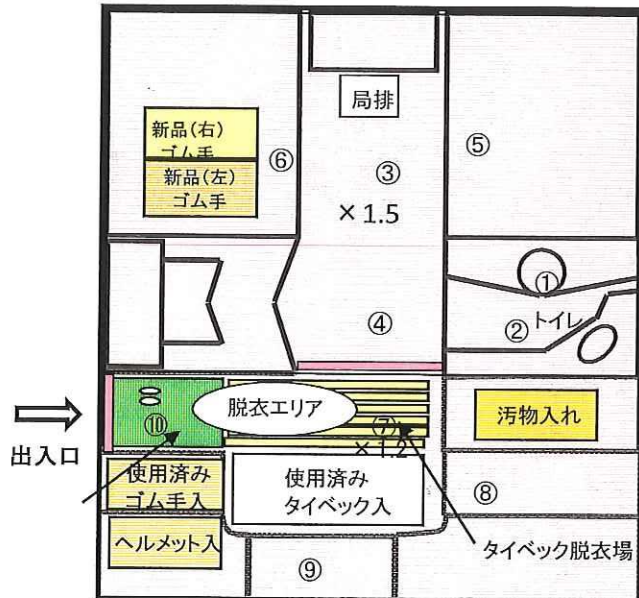 局排
新品(右)
ゴム手
新品(左)
ゴム手
⑥
③
×1.5
⑤
①
②
トイレ
④
脱衣エリア
⑩
⑦
×1.2
汚物入れ
出入口
使用済み
ゴム手入
使用済み
タイベック入
⑧
ヘルメット入
タイベック脱衣場
⑨